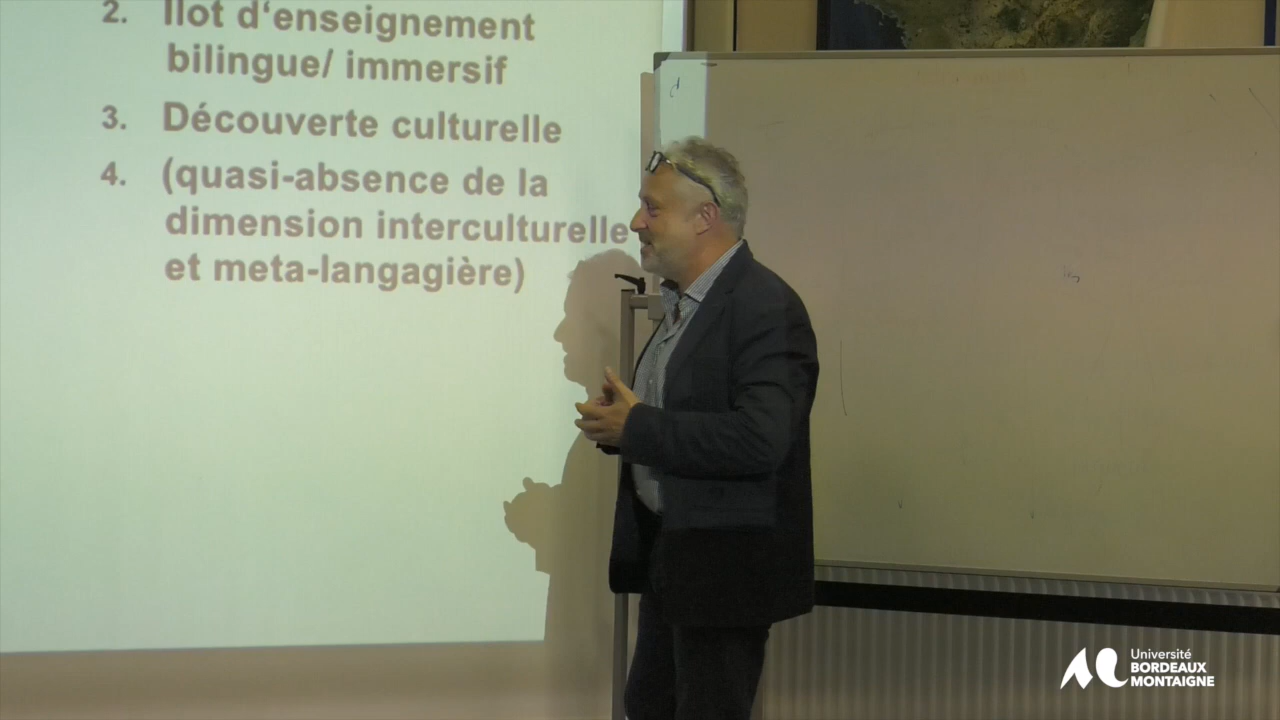 2. Ilot d‘enseignement
bilingue/ immersif
3. Découverte culturelle
4. (quasi-absence de la
dimension interculturelle
et meta-langagière)
Université
BORDEAUX
MONTAIGNE